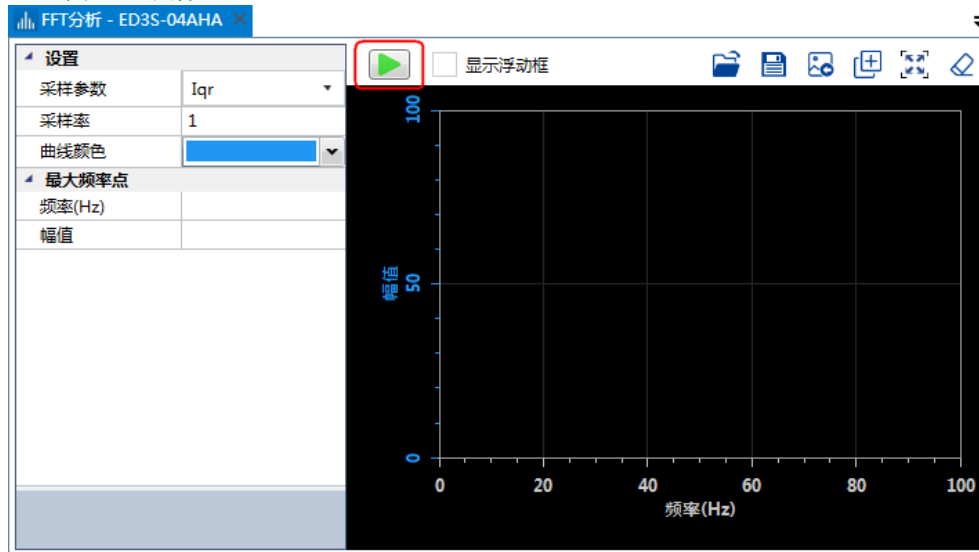 FFT分析 - ED3S-04AHA ×
设置
采样参数 Iqr
采样率 1
曲线颜色
最大频率点
频率(Hz)
幅值
显示浮动框
100
幅值 50
0
0 20 40 60 80 100
频率(Hz)